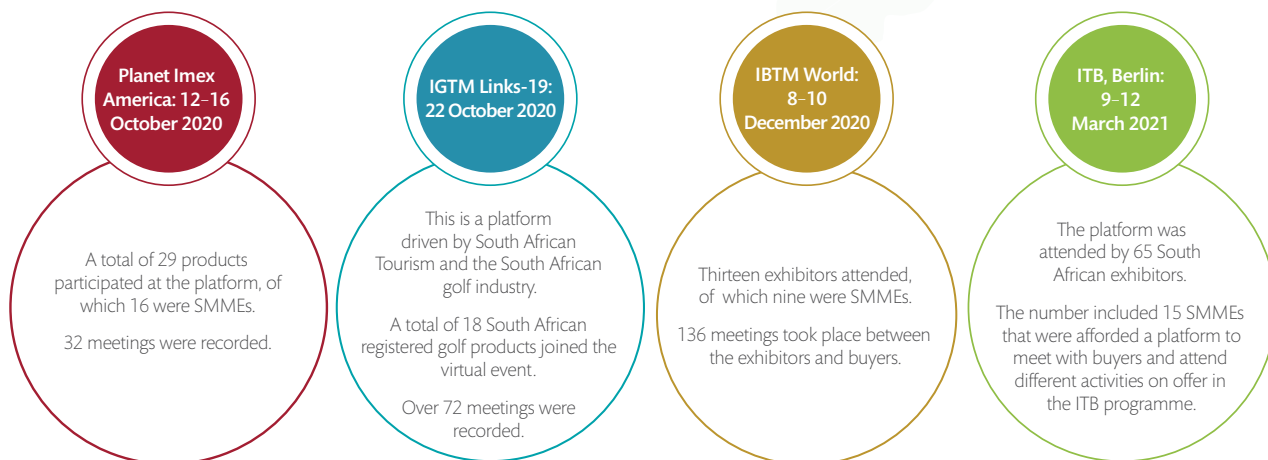 Planet Imex
America: 12–16
October 2020
A total of 29 products
participated at the platform, of
which 16 were SMMEs.
32 meetings were recorded.
IGTM Links-19:
22 October 2020
This is a platform
driven by South African
Tourism and the South African
golf industry.
A total of 18 South African
registered golf products joined the
virtual event.
Over 72 meetings were
recorded.
IBTM World:
8–10
December 2020
Thirteen exhibitors attended,
of which nine were SMMEs.
136 meetings took place between
the exhibitors and buyers.
ITB, Berlin:
9–12
March 2021
The platform was
attended by 65 South
African exhibitors.
The number included 15 SMMEs
that were afforded a platform to
meet with buyers and attend
different activities on offer in
the ITB programme.